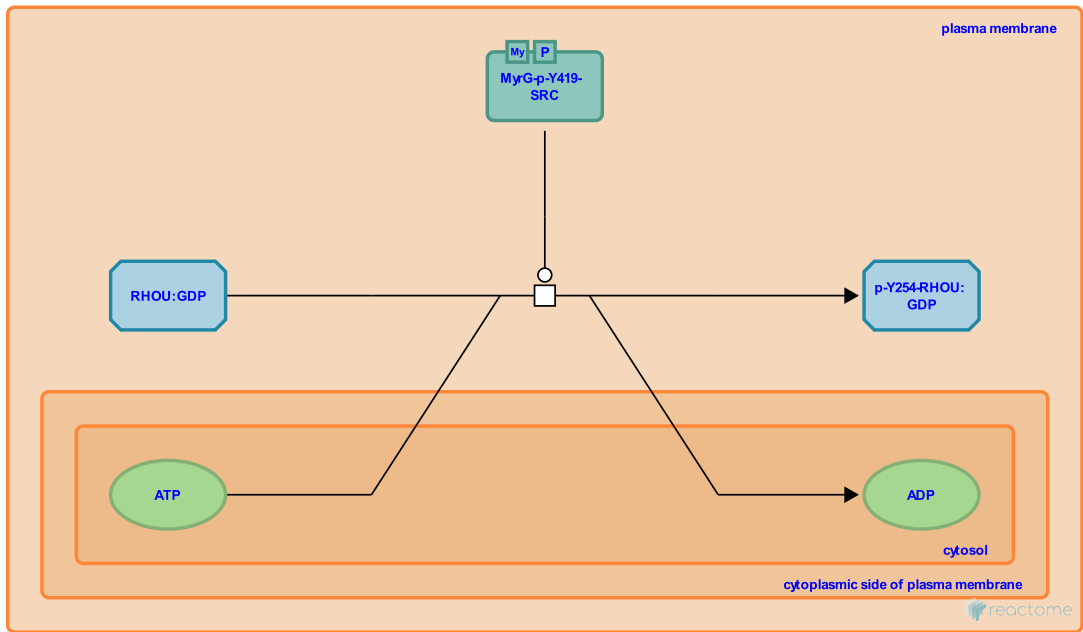 plasma membrane
My P
MyrG-p-Y419-
SRC
RHOU:GDP
p-Y254-RHOU:
GDP
ATP
ADP
cytosol
cytoplasmic side of plasma membrane
reactome